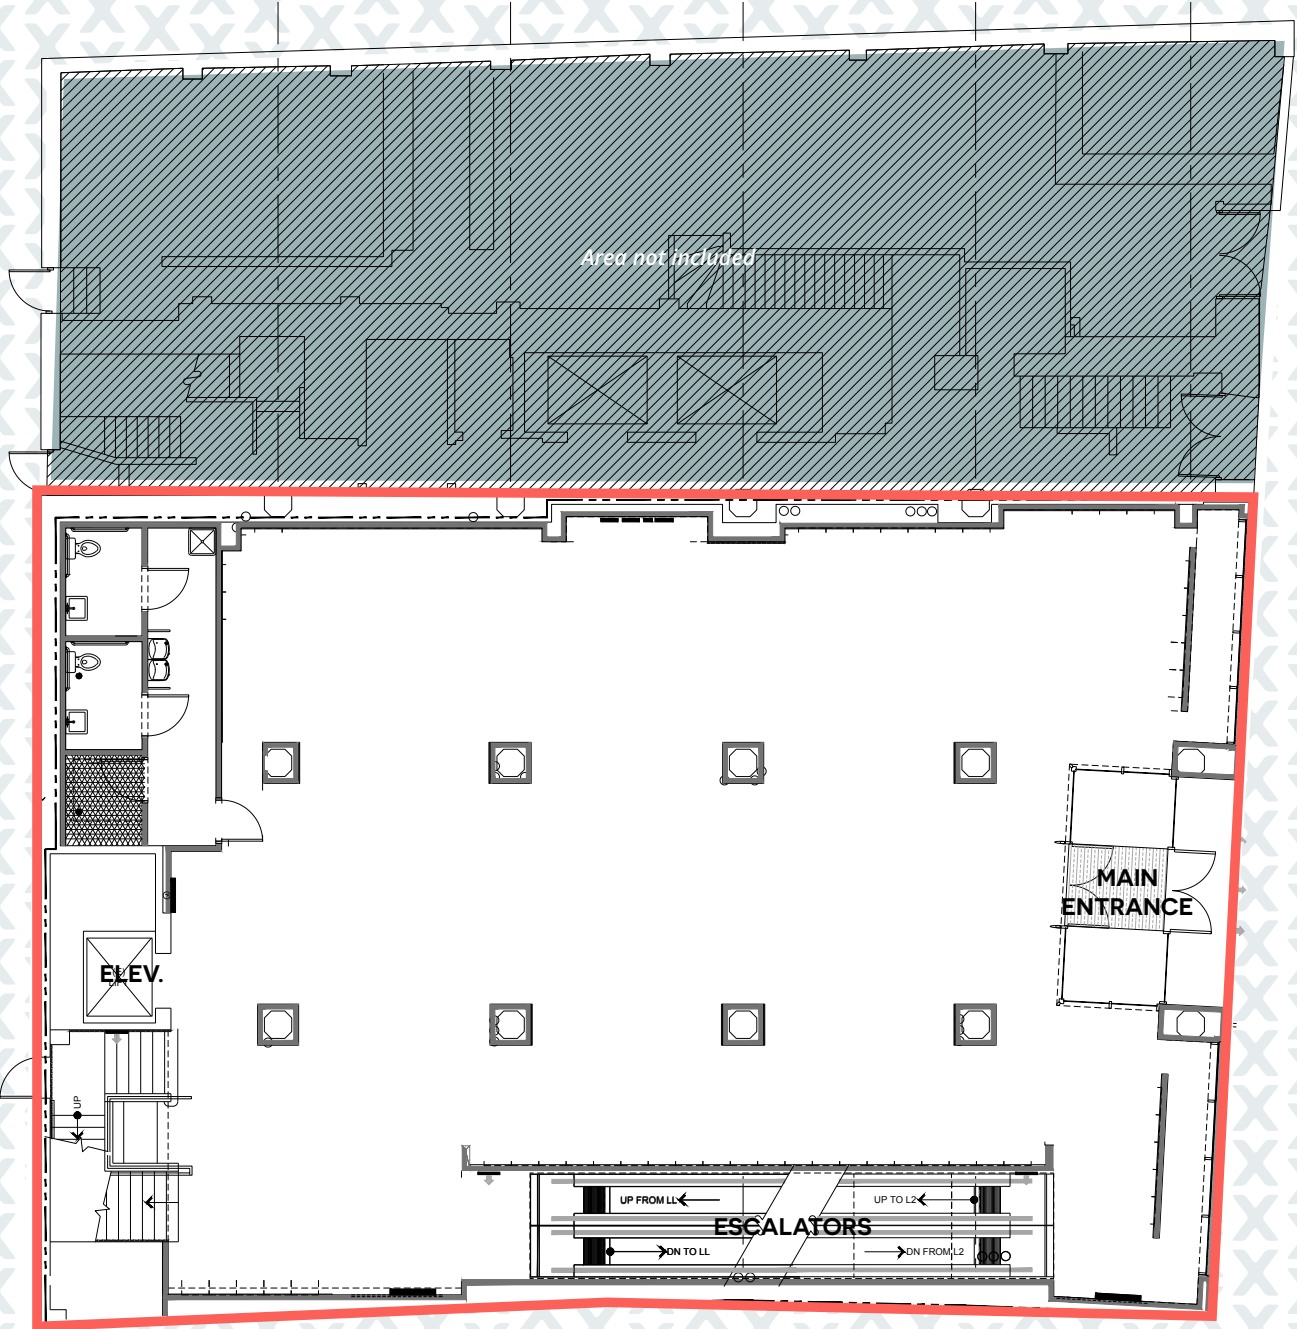 Area not included
MAIN
ENTRANCE
ELEV.
UP
UP FROM LL
UP TO L2
ESCALATORS
DN TO LL
DN FROM L2